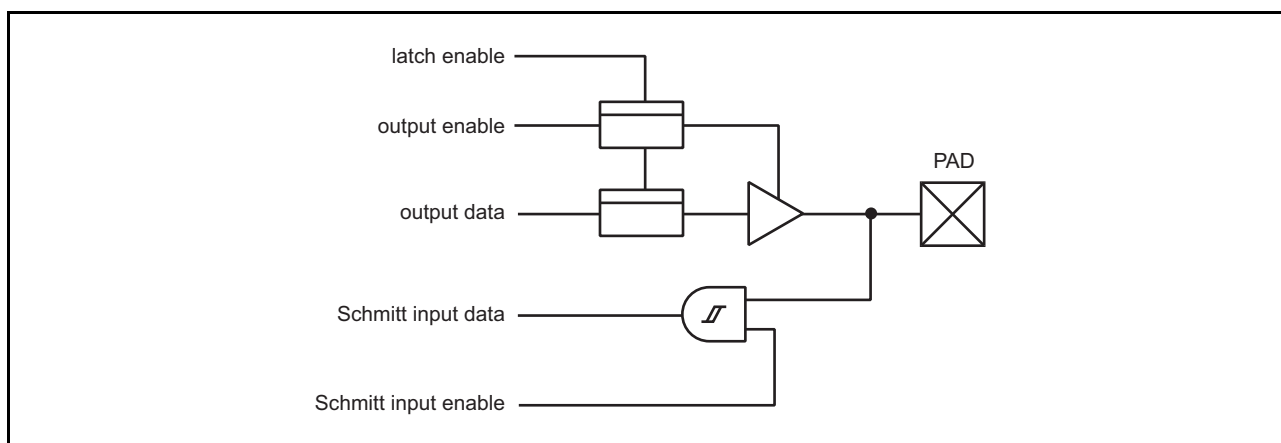 latch enable
output enable
PAD
output data
Schmitt input data
Schmitt input enable